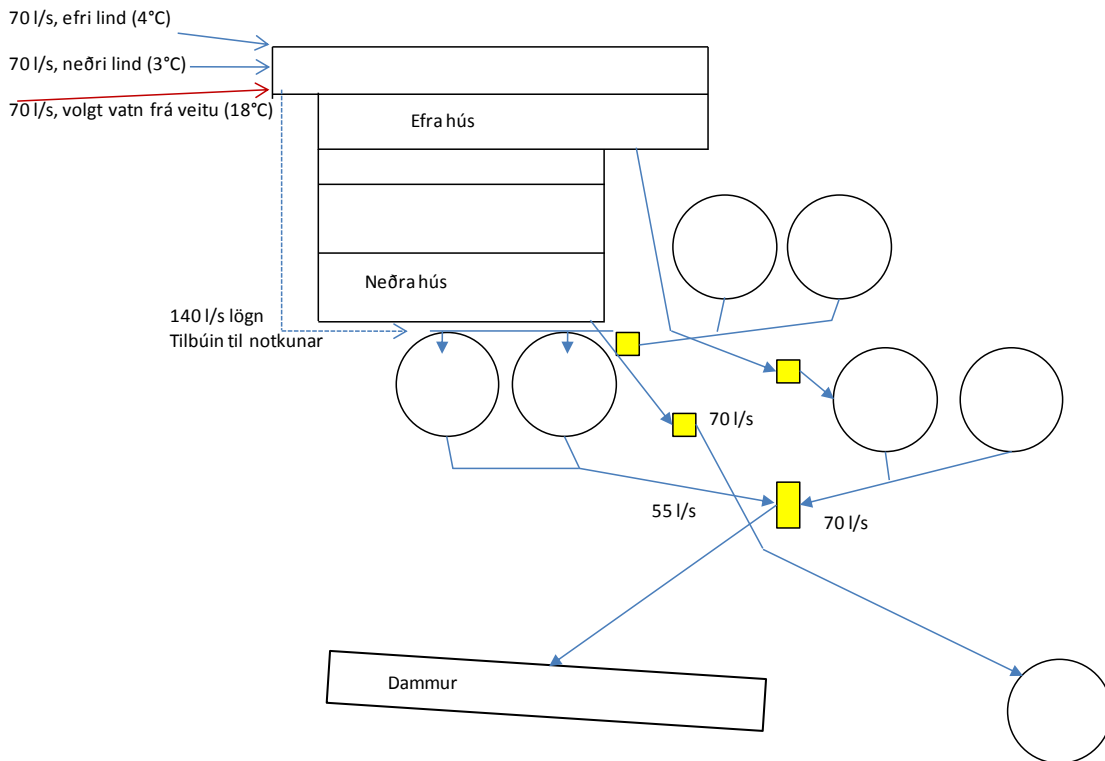 70 l/s, efri lind (4°C)
70 l/s, neðri lind (3°C)
70 l/s, volgt vatn frá veitu (18°C)
Efra hús
Neðra hús
140 l/s lögn
Tilbúin til notkunar
70 l/s
55 l/s
70 l/s
Dammur